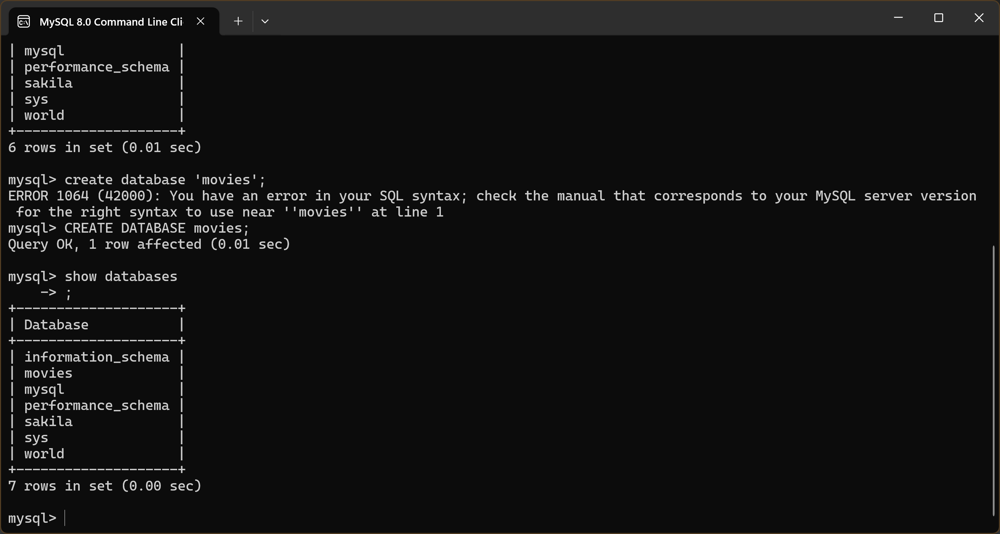 MySQL 8.0 Command Line Cli
| mysql              |
| performance_schema |
| sakila             |
| sys                |
| world              |
+--------------------+
6 rows in set (0.01 sec)
mysql> create database 'movies';
ERROR 1064 (42000): You have an error in your SQL syntax; check the manual that corresponds to your MySQL server version
 for the right syntax to use near ''movies'' at line 1
mysql> CREATE DATABASE movies;
Query OK, 1 row affected (0.01 sec)
mysql> show databases
    -> ;
+--------------------+
| Database           |
+--------------------+
| information_schema |
| movies             |
| mysql              |
| performance_schema |
| sakila             |
| sys                |
| world              |
+--------------------+
7 rows in set (0.00 sec)
mysql>